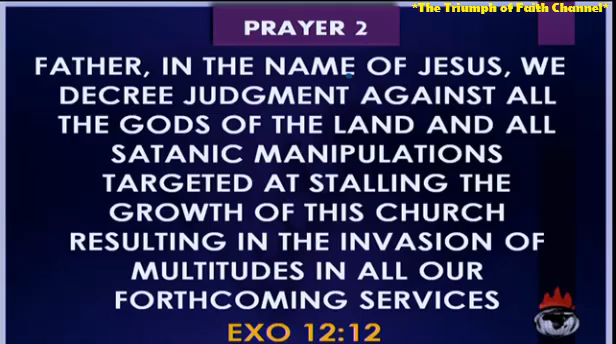 *The Triumph of Faith Channel*
PRAYER 2
FATHER, IN THE NAME OF JESUS, WE
DECREE JUDGMENT AGAINST ALL
THE GODS OF THE LAND AND ALL
SATANIC MANIPULATIONS
TARGETED AT STALLING THE
GROWTH OF THIS CHURCH
RESULTING IN THE INVASION OF
MULTITUDES IN ALL OUR
FORTHCOMING SERVICES
EXO 12:12